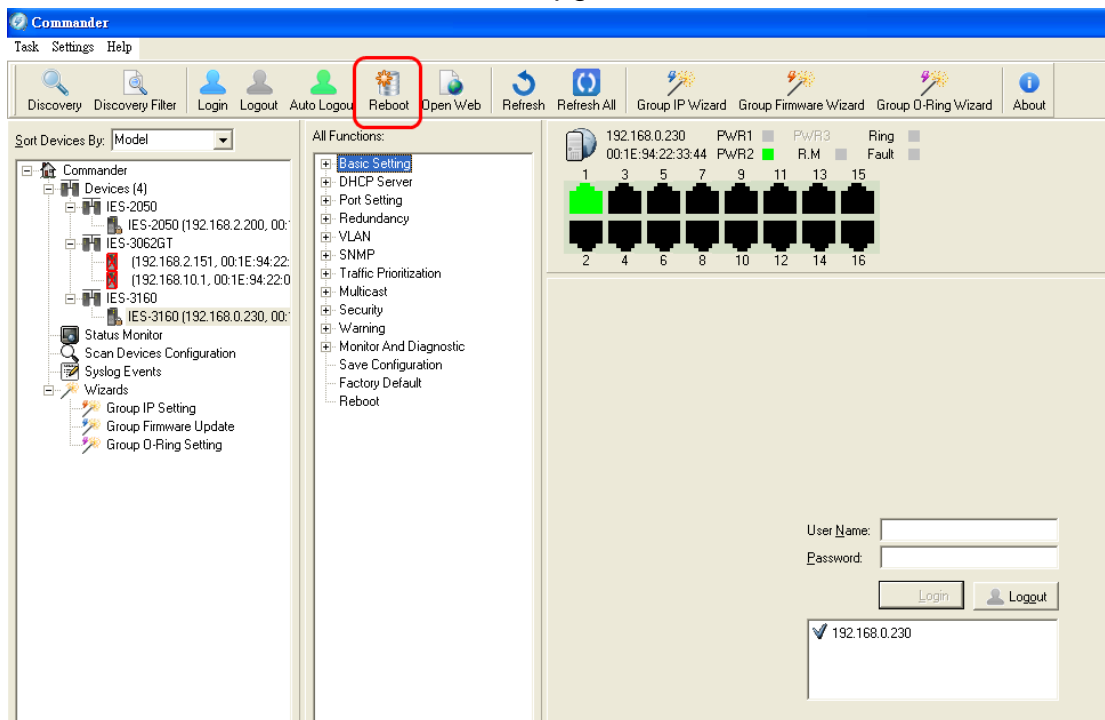 Commander
Task Settings Help
Discovery Discovery Filter Login Logout Auto Logou Reboot Open Web Refresh Refresh All Group IP Wizard Group Firmware Wizard Group O-Ring Wizard About
Sort Devices By: Model
Commander
Devices (4)
IES-2050
IES-2050 (192.168.2.200, 00:
IES-3062GT
(192.168.2.151, 00:1E:94:22:
(192.168.10.1, 00:1E:94:22:0
IES-3160
IES-3160 (192.168.0.230, 00:
Status Monitor
Scan Devices Configuration
Syslog Events
Wizards
Group IP Setting
Group Firmware Update
Group O-Ring Setting
All Functions:
Basic Setting
DHCP Server
Port Setting
Redundancy
VLAN
SNMP
Traffic Prioritization
Multicast
Security
Warning
Monitor And Diagnostic
Save Configuration
Factory Default
Reboot
192.168.0.230 PWR1 PWR3 Ring
00:1E:94:22:33:44 PWR2 R.M Fault
1 3 5 7 9 11 13 15
2 4 6 8 10 12 14 16
User Name:
Password:
Login Logout
192.168.0.230